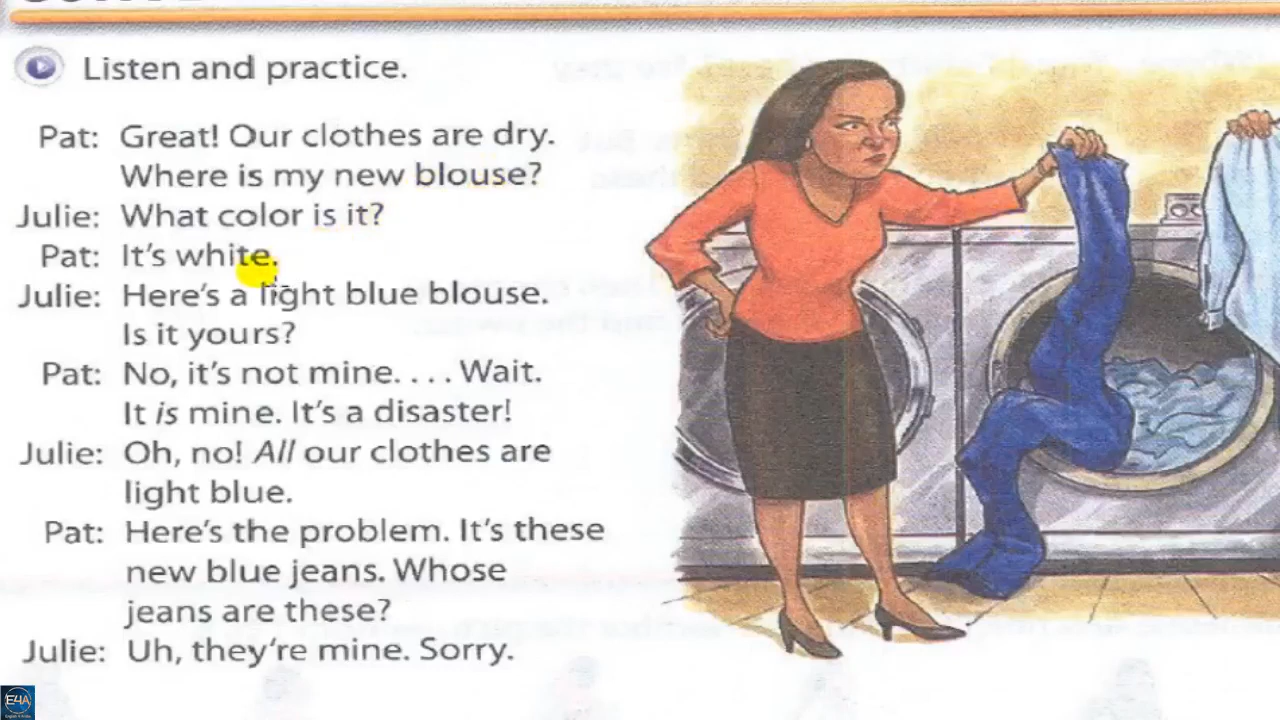 Listen and practice.
Pat: Great! Our clothes are dry.
Where is my new blouse?
Julie: What color is it?
Pat: It's white.
Julie: Here's a light blue blouse.
Is it yours?
Pat: No, it's not mine. . . . Wait.
It is mine. It's a disaster!
Julie: Oh, no! All our clothes are
light blue.
Pat: Here's the problem. It's these
new blue jeans. Whose
jeans are these?
Julie: Uh, they're mine. Sorry.
E4A